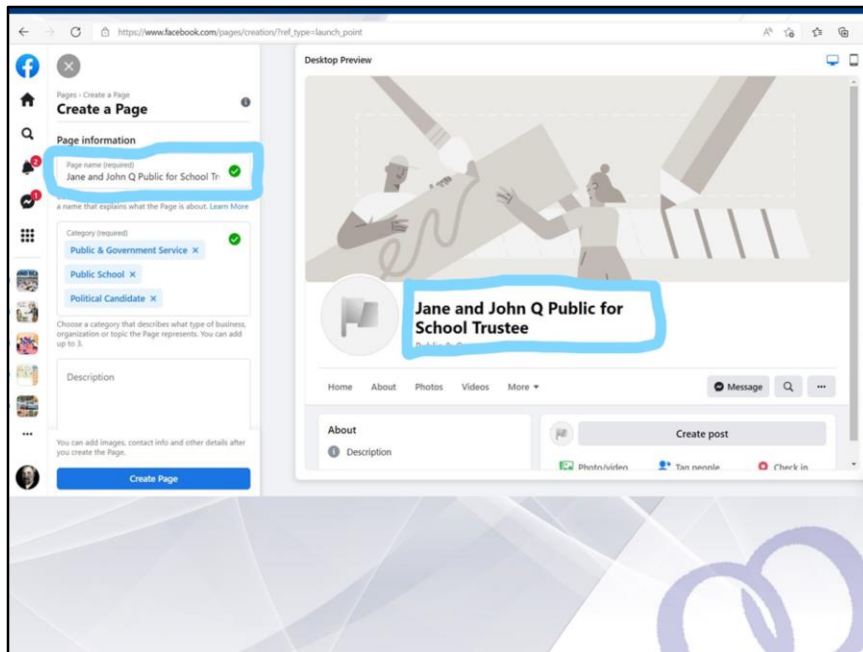 https://www.facebook.com/pages/creation/?ref_type=launch_point
Pages › Create a Page
Create a Page
Page information
Page name (required)
Jane and John Q Public for School Tr
a name that explains what the Page is about. Learn More
Category (required)
Public & Government Service ×
Public School ×
Political Candidate ×
Choose a category that describes what type of business,
organization or topic the Page represents. You can add
up to 3.
Description
You can add images, contact info and other details after
you create the Page.
Create Page
2
1
Desktop Preview
Jane and John Q Public for
School Trustee
Home About Photos Videos More
Message
About
Description
Create post
Photo/video Tag people Check in